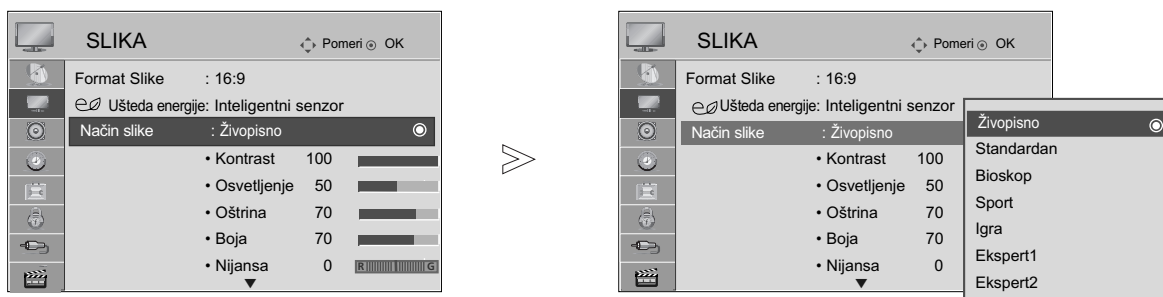 SLIKA
Pomeri OK
Format Slike : 16:9
Ušteda energije: Inteligentni senzor
Način slike : Živopisno
• Kontrast 100
• Osvetljenje 50
• Oštrina 70
• Boja 70
• Nijansa 0 R G
SLIKA
Pomeri OK
Format Slike : 16:9
Ušteda energije: Inteligentni senzor
Način slike : Živopisno
• Kontrast 100
• Osvetljenje 50
• Oštrina 70
• Boja 70
• Nijansa 0
Živopisno
Standardan
Bioskop
Sport
Igra
Ekspert1
Ekspert2